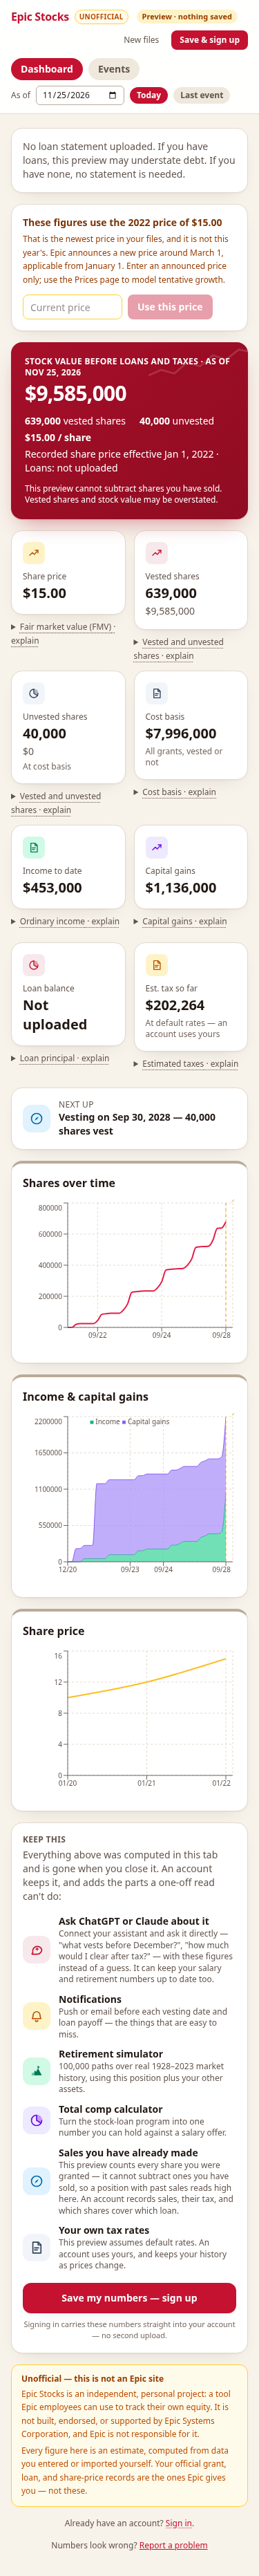 Epic Stocks UNOFFICIAL Preview · nothing saved
New files Save & sign up
Dashboard Events
As of 11/25/2026 Today Last event
No loan statement uploaded. If you have
loans, this preview may understate debt. If you
have none, no statement is needed.
These figures use the 2022 price of $15.00
That is the newest price in your files, and it is not this
year's. Epic announces a new price around March 1,
applicable from January 1. Enter an announced price
only; use the Prices page to model tentative growth.
Current price Use this price
STOCK VALUE BEFORE LOANS AND TAXES · AS OF
NOV 25, 2026
$9,585,000
639,000 vested shares 40,000 unvested
$15.00 / share
Recorded share price effective Jan 1, 2022 ·
Loans: not uploaded
This preview cannot subtract shares you have sold.
Vested shares and stock value may be overstated.
Share price
$15.00
Fair market value (FMV) ·
explain
Vested shares
639,000
$9,585,000
Vested and unvested
shares · explain
Unvested shares
40,000
$0
At cost basis
Vested and unvested
shares · explain
Cost basis
$7,996,000
All grants, vested or
not
Cost basis · explain
Income to date
$453,000
Ordinary income · explain
Capital gains
$1,136,000
Capital gains · explain
Loan balance
Not
uploaded
Loan principal · explain
Est. tax so far
$202,264
At default rates — an
account uses yours
Estimated taxes · explain
NEXT UP
Vesting on Sep 30, 2028 — 40,000
shares vest
Shares over time
800000
600000
400000
200000
0
09/22 09/24 09/28
Income & capital gains
2200000
Income Capital gains
1650000
1100000
550000
0
12/20 09/23 09/24 09/28
Share price
16
12
8
4
0
01/20 01/21 01/22
KEEP THIS
Everything above was computed in this tab
and is gone when you close it. An account
keeps it, and adds the parts a one-off read
can't do:
Ask ChatGPT or Claude about it
Connect your assistant and ask it directly —
"what vests before December?", "how much
would I clear after tax?" — with these figures
instead of a guess. It can keep your salary
and retirement numbers up to date too.
Notifications
Push or email before each vesting date and
loan payoff — the things that are easy to
miss.
Retirement simulator
100,000 paths over real 1928–2023 market
history, using this position plus your other
assets.
Total comp calculator
Turn the stock-loan program into one
number you can hold against a salary offer.
Sales you have already made
This preview counts every share you were
granted — it cannot subtract ones you have
sold, so a position with past sales reads high
here. An account records sales, their tax, and
which shares cover which loan.
Your own tax rates
This preview assumes default rates. An
account uses yours, and keeps your history
as prices change.
Save my numbers — sign up
Signing in carries these numbers straight into your account
— no second upload.
Unofficial — this is not an Epic site
Epic Stocks is an independent, personal project: a tool
Epic employees can use to track their own equity. It is
not built, endorsed, or supported by Epic Systems
Corporation, and Epic is not responsible for it.
Every figure here is an estimate, computed from data
you entered or imported yourself. Your official grant,
loan, and share-price records are the ones Epic gives
you — not these.
Already have an account? Sign in.
Numbers look wrong? Report a problem